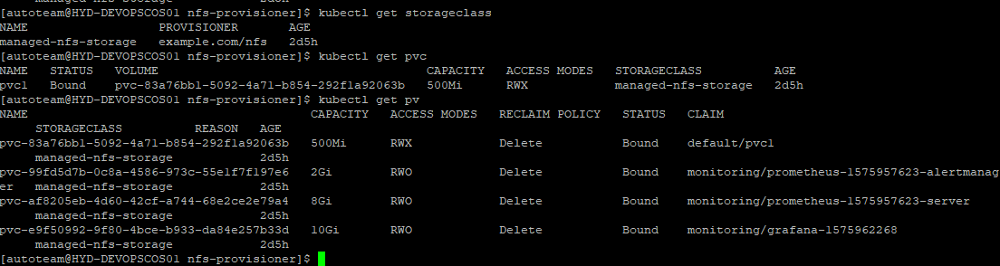 managed-nfs-storage   example.com/nfs   2d5h
[autoteam@HYD-DEVOPSCOS01 nfs-provisioner]$ kubectl get storageclass
NAME                  PROVISIONER       AGE
managed-nfs-storage   example.com/nfs   2d5h
[autoteam@HYD-DEVOPSCOS01 nfs-provisioner]$ kubectl get pvc
NAME   STATUS   VOLUME                                     CAPACITY   ACCESS MODES   STORAGECLASS          AGE
pvc1   Bound    pvc-83a76bb1-5092-4a71-b854-292f1a92063b   500Mi      RWX            managed-nfs-storage   2d5h
[autoteam@HYD-DEVOPSCOS01 nfs-provisioner]$ kubectl get pv
NAME                                       CAPACITY   ACCESS MODES   RECLAIM POLICY   STATUS   CLAIM
     STORAGECLASS          REASON   AGE
pvc-83a76bb1-5092-4a71-b854-292f1a92063b   500Mi      RWX            Delete           Bound    default/pvc1
     managed-nfs-storage            2d5h
pvc-99fd5d7b-0c8a-4586-973c-55e1f7f197e6   2Gi        RWO            Delete           Bound    monitoring/prometheus-1575957623-alertmanag
er   managed-nfs-storage            2d5h
pvc-af8205eb-4d60-42cf-a744-68e2ce2e79a4   8Gi        RWO            Delete           Bound    monitoring/prometheus-1575957623-server
     managed-nfs-storage            2d5h
pvc-e9f50992-9f80-4bce-b933-da84e257b33d   10Gi       RWO            Delete           Bound    monitoring/grafana-1575962268
     managed-nfs-storage            2d5h
[autoteam@HYD-DEVOPSCOS01 nfs-provisioner]$